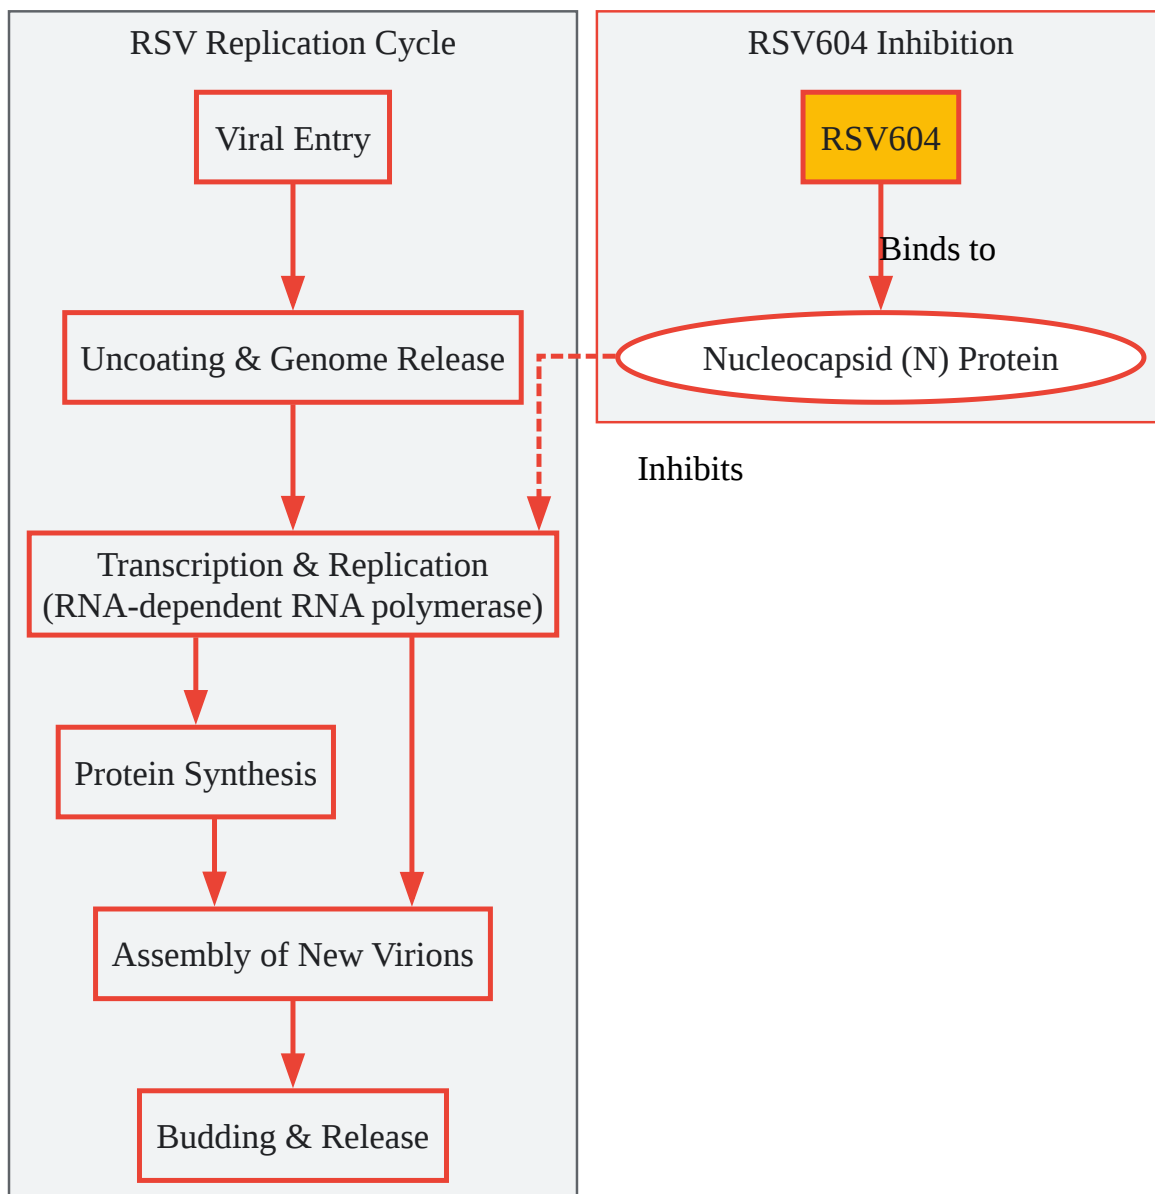 RSV Replication Cycle
Viral Entry
Uncoating & Genome Release
Transcription & Replication
(RNA-dependent RNA polymerase)
Protein Synthesis
Assembly of New Virions
Budding & Release
RSV604 Inhibition
RSV604
Binds to
Nucleocapsid (N) Protein
Inhibits